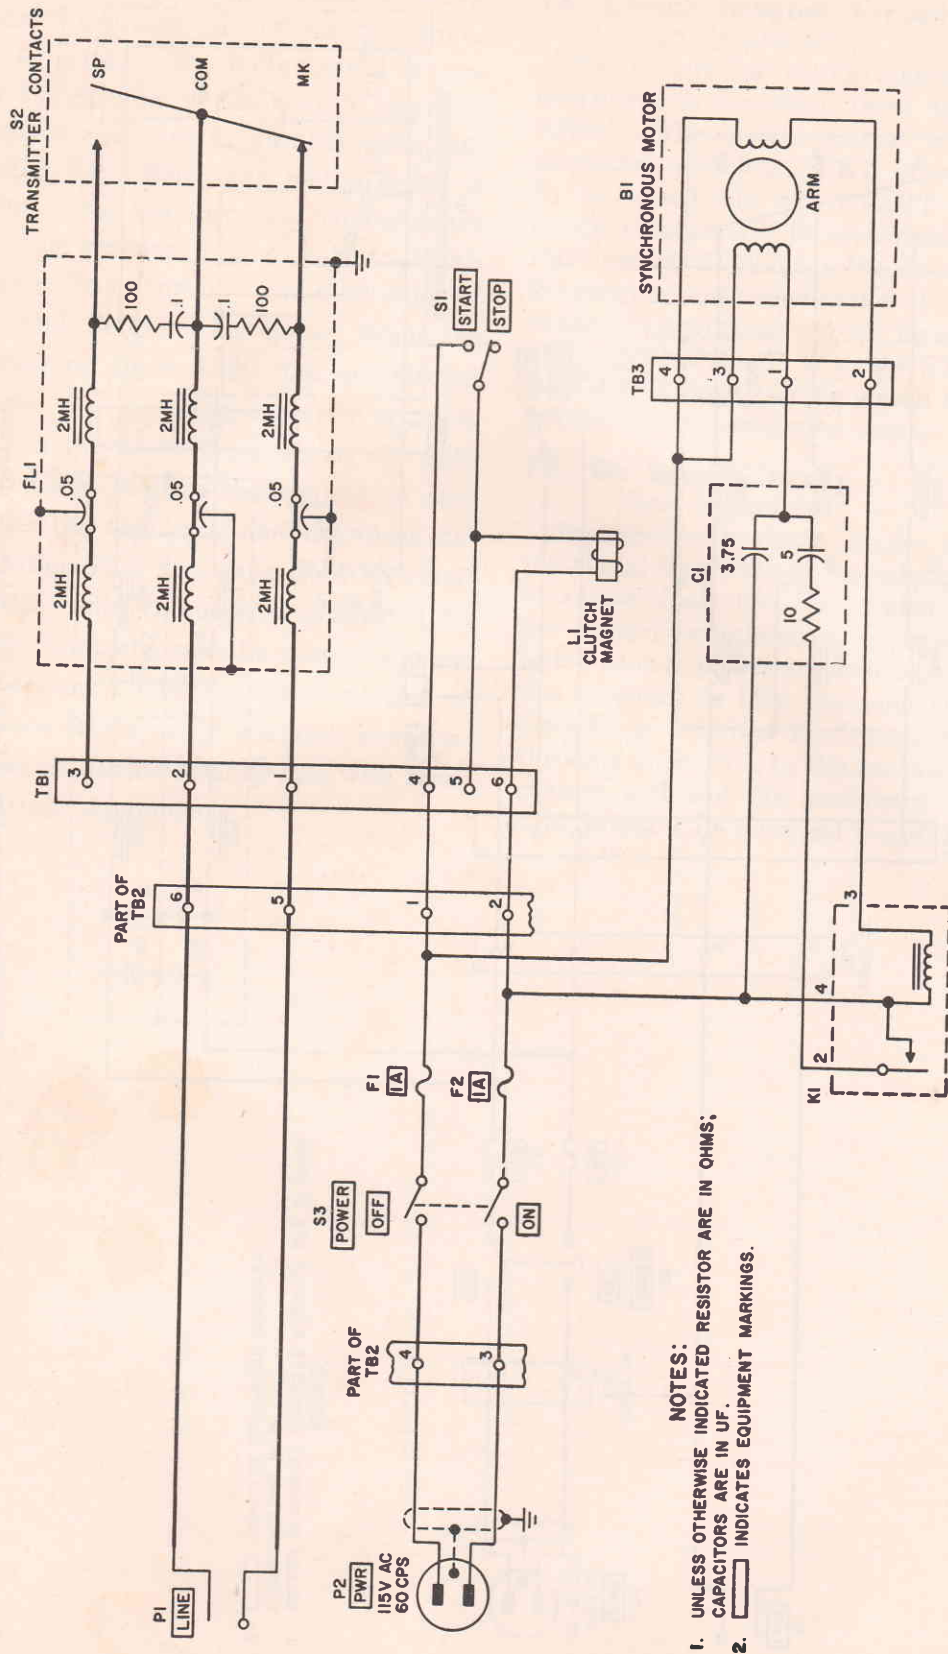 S2
TRANSMITTER CONTACTS
SP
COM
MK
FL1
.05
2MH
2MH
100
.1
.05
2MH
2MH
.1
100
.05
2MH
2MH
TB1
3
2
1
4
5
6
PART OF
TB2
6
5
1
2
S1
START
STOP
L1
CLUTCH
MAGNET
B1
SYNCHRONOUS MOTOR
ARM
TB3
4
3
1
2
C1
3.75
5
10
K1
2
4
3
F1
1A
F2
1A
S3
POWER
OFF
ON
PART OF
TB2
4
3
P1
LINE
P2
PWR
115V AC
60 CPS
NOTES:
1. UNLESS OTHERWISE INDICATED RESISTOR ARE IN OHMS;
CAPACITORS ARE IN UF.
2. INDICATES EQUIPMENT MARKINGS.